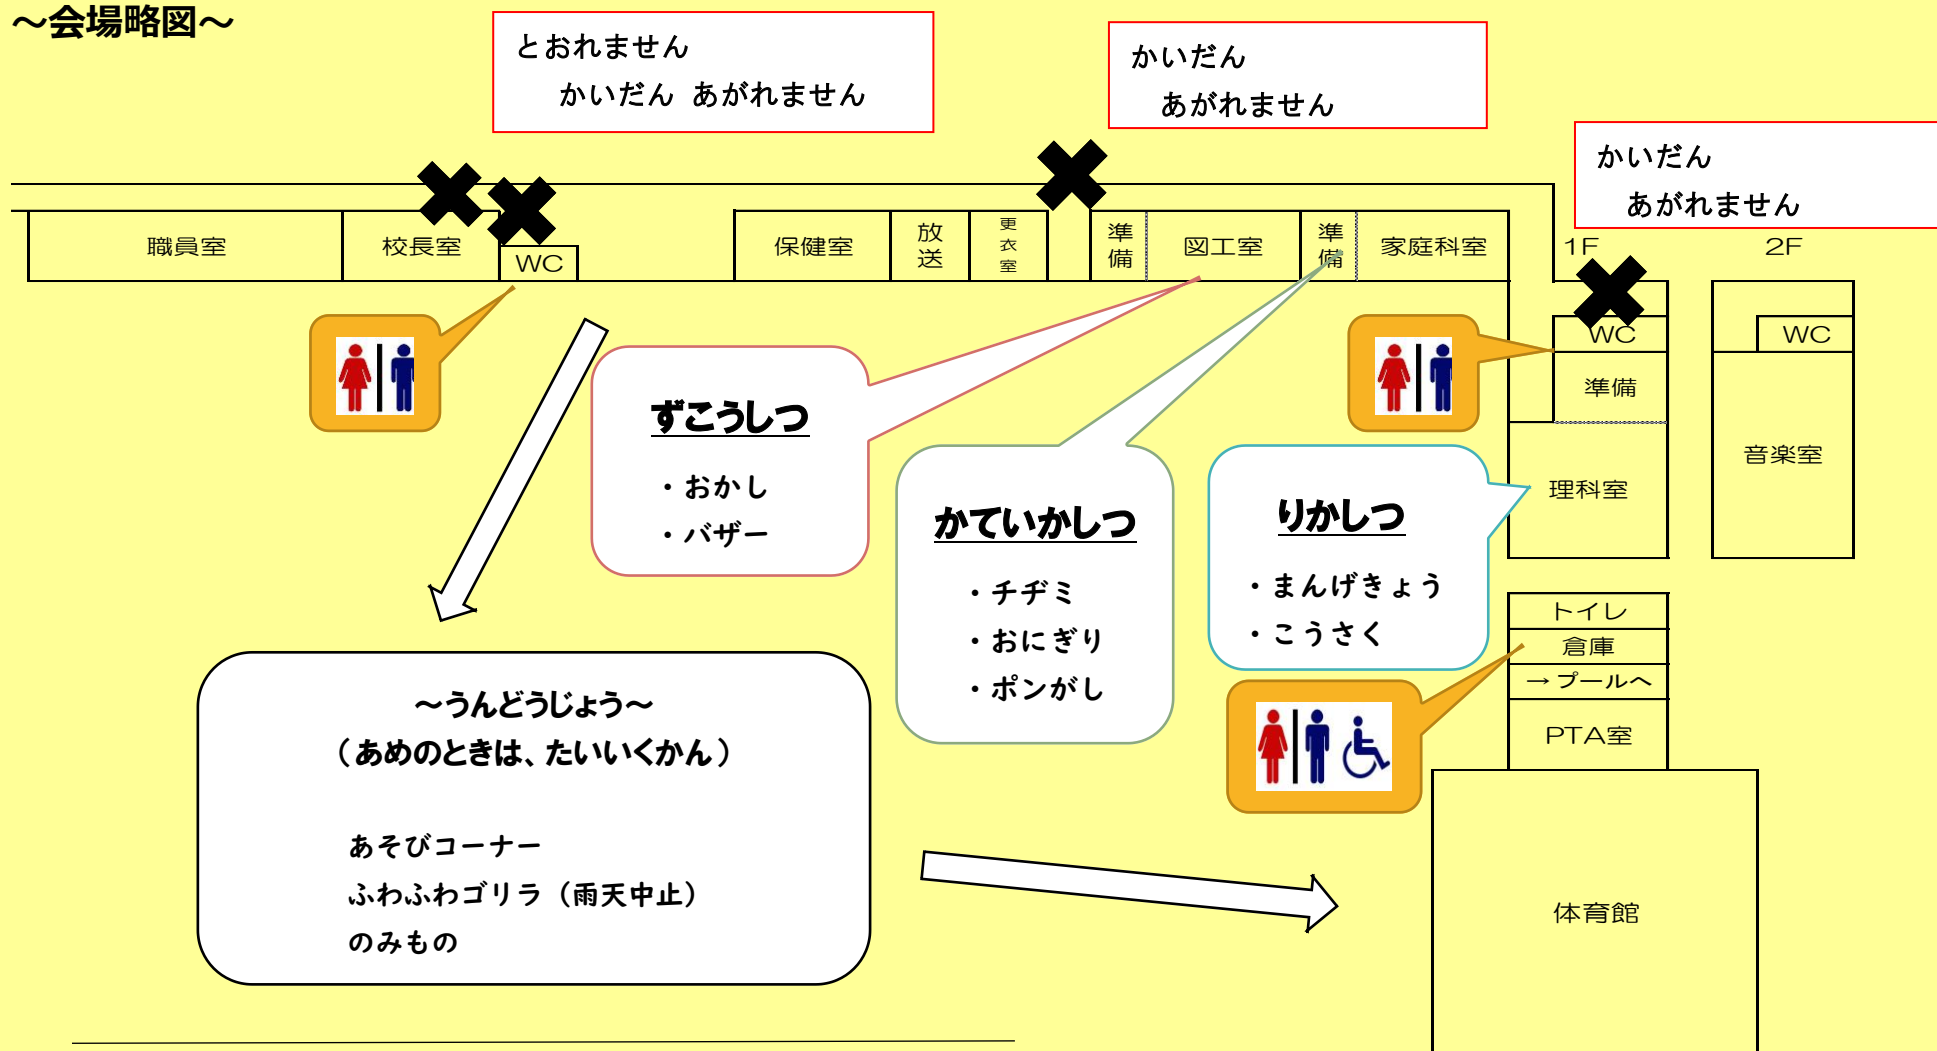 ～会場略図～
とおれません
かいだん あがれません
かいだん
あがれません
かいだん
あがれません
職員室
校長室
WC
保健室
放送
更衣室
準備
図工室
準備
家庭科室
1F
2F
WC
WC
準備
音楽室
理科室
ずこうしつ
・おかし
・バザー
かていかしつ
・チヂミ
・おにぎり
・ポンがし
りかしつ
・まんげきょう
・こうさく
トイレ
倉庫
→プールへ
PTA室
体育館
～うんどうじょう～
（あめのときは、たいいくかん）
あそびコーナー
ふわふわゴリラ（雨天中止）
のみもの